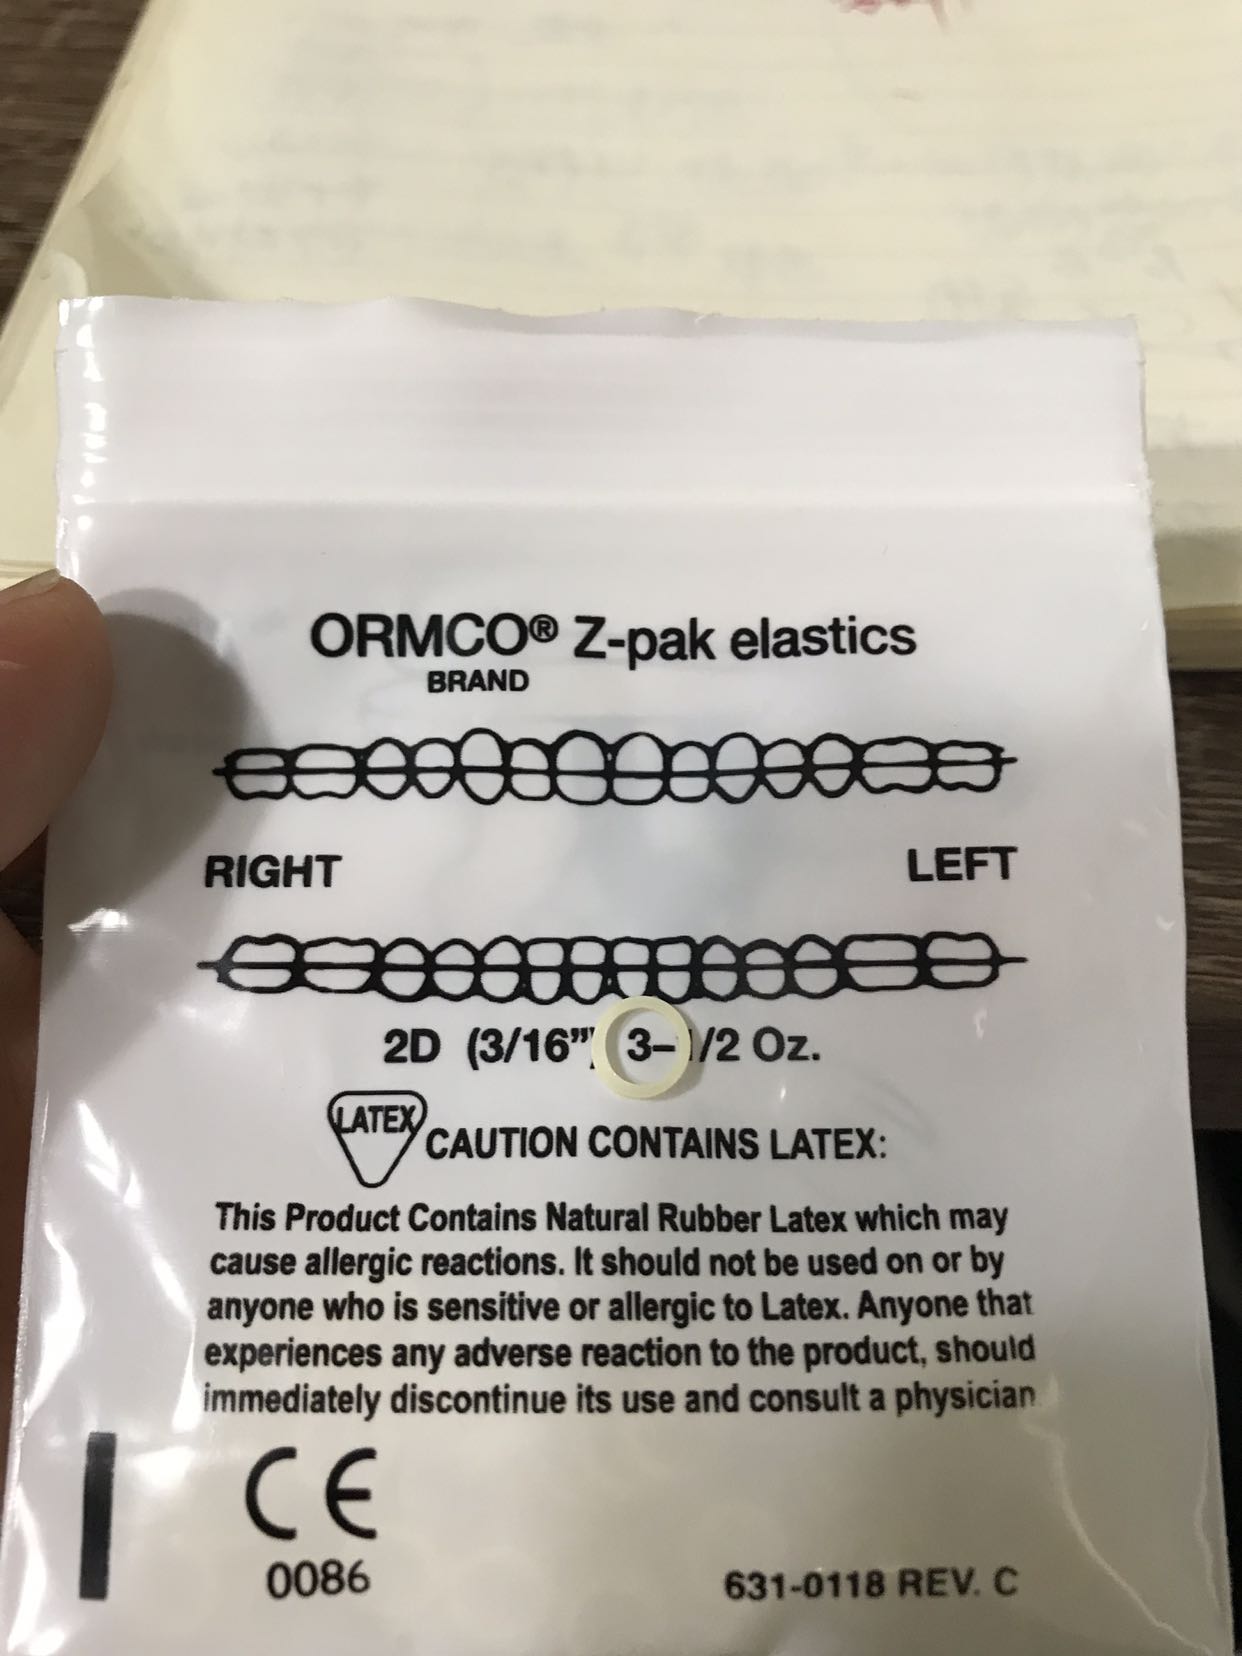 ORMCO® Z-pak elastics
BRAND
RIGHT
LEFT
2D (3/16") 3-1/2 Oz.
LATEX
CAUTION CONTAINS LATEX:
This Product Contains Natural Rubber Latex which may
cause allergic reactions. It should not be used on or by
anyone who is sensitive or allergic to Latex. Anyone that
experiences any adverse reaction to the product, should
immediately discontinue its use and consult a physician
CE
0086
631-0118 REV. C